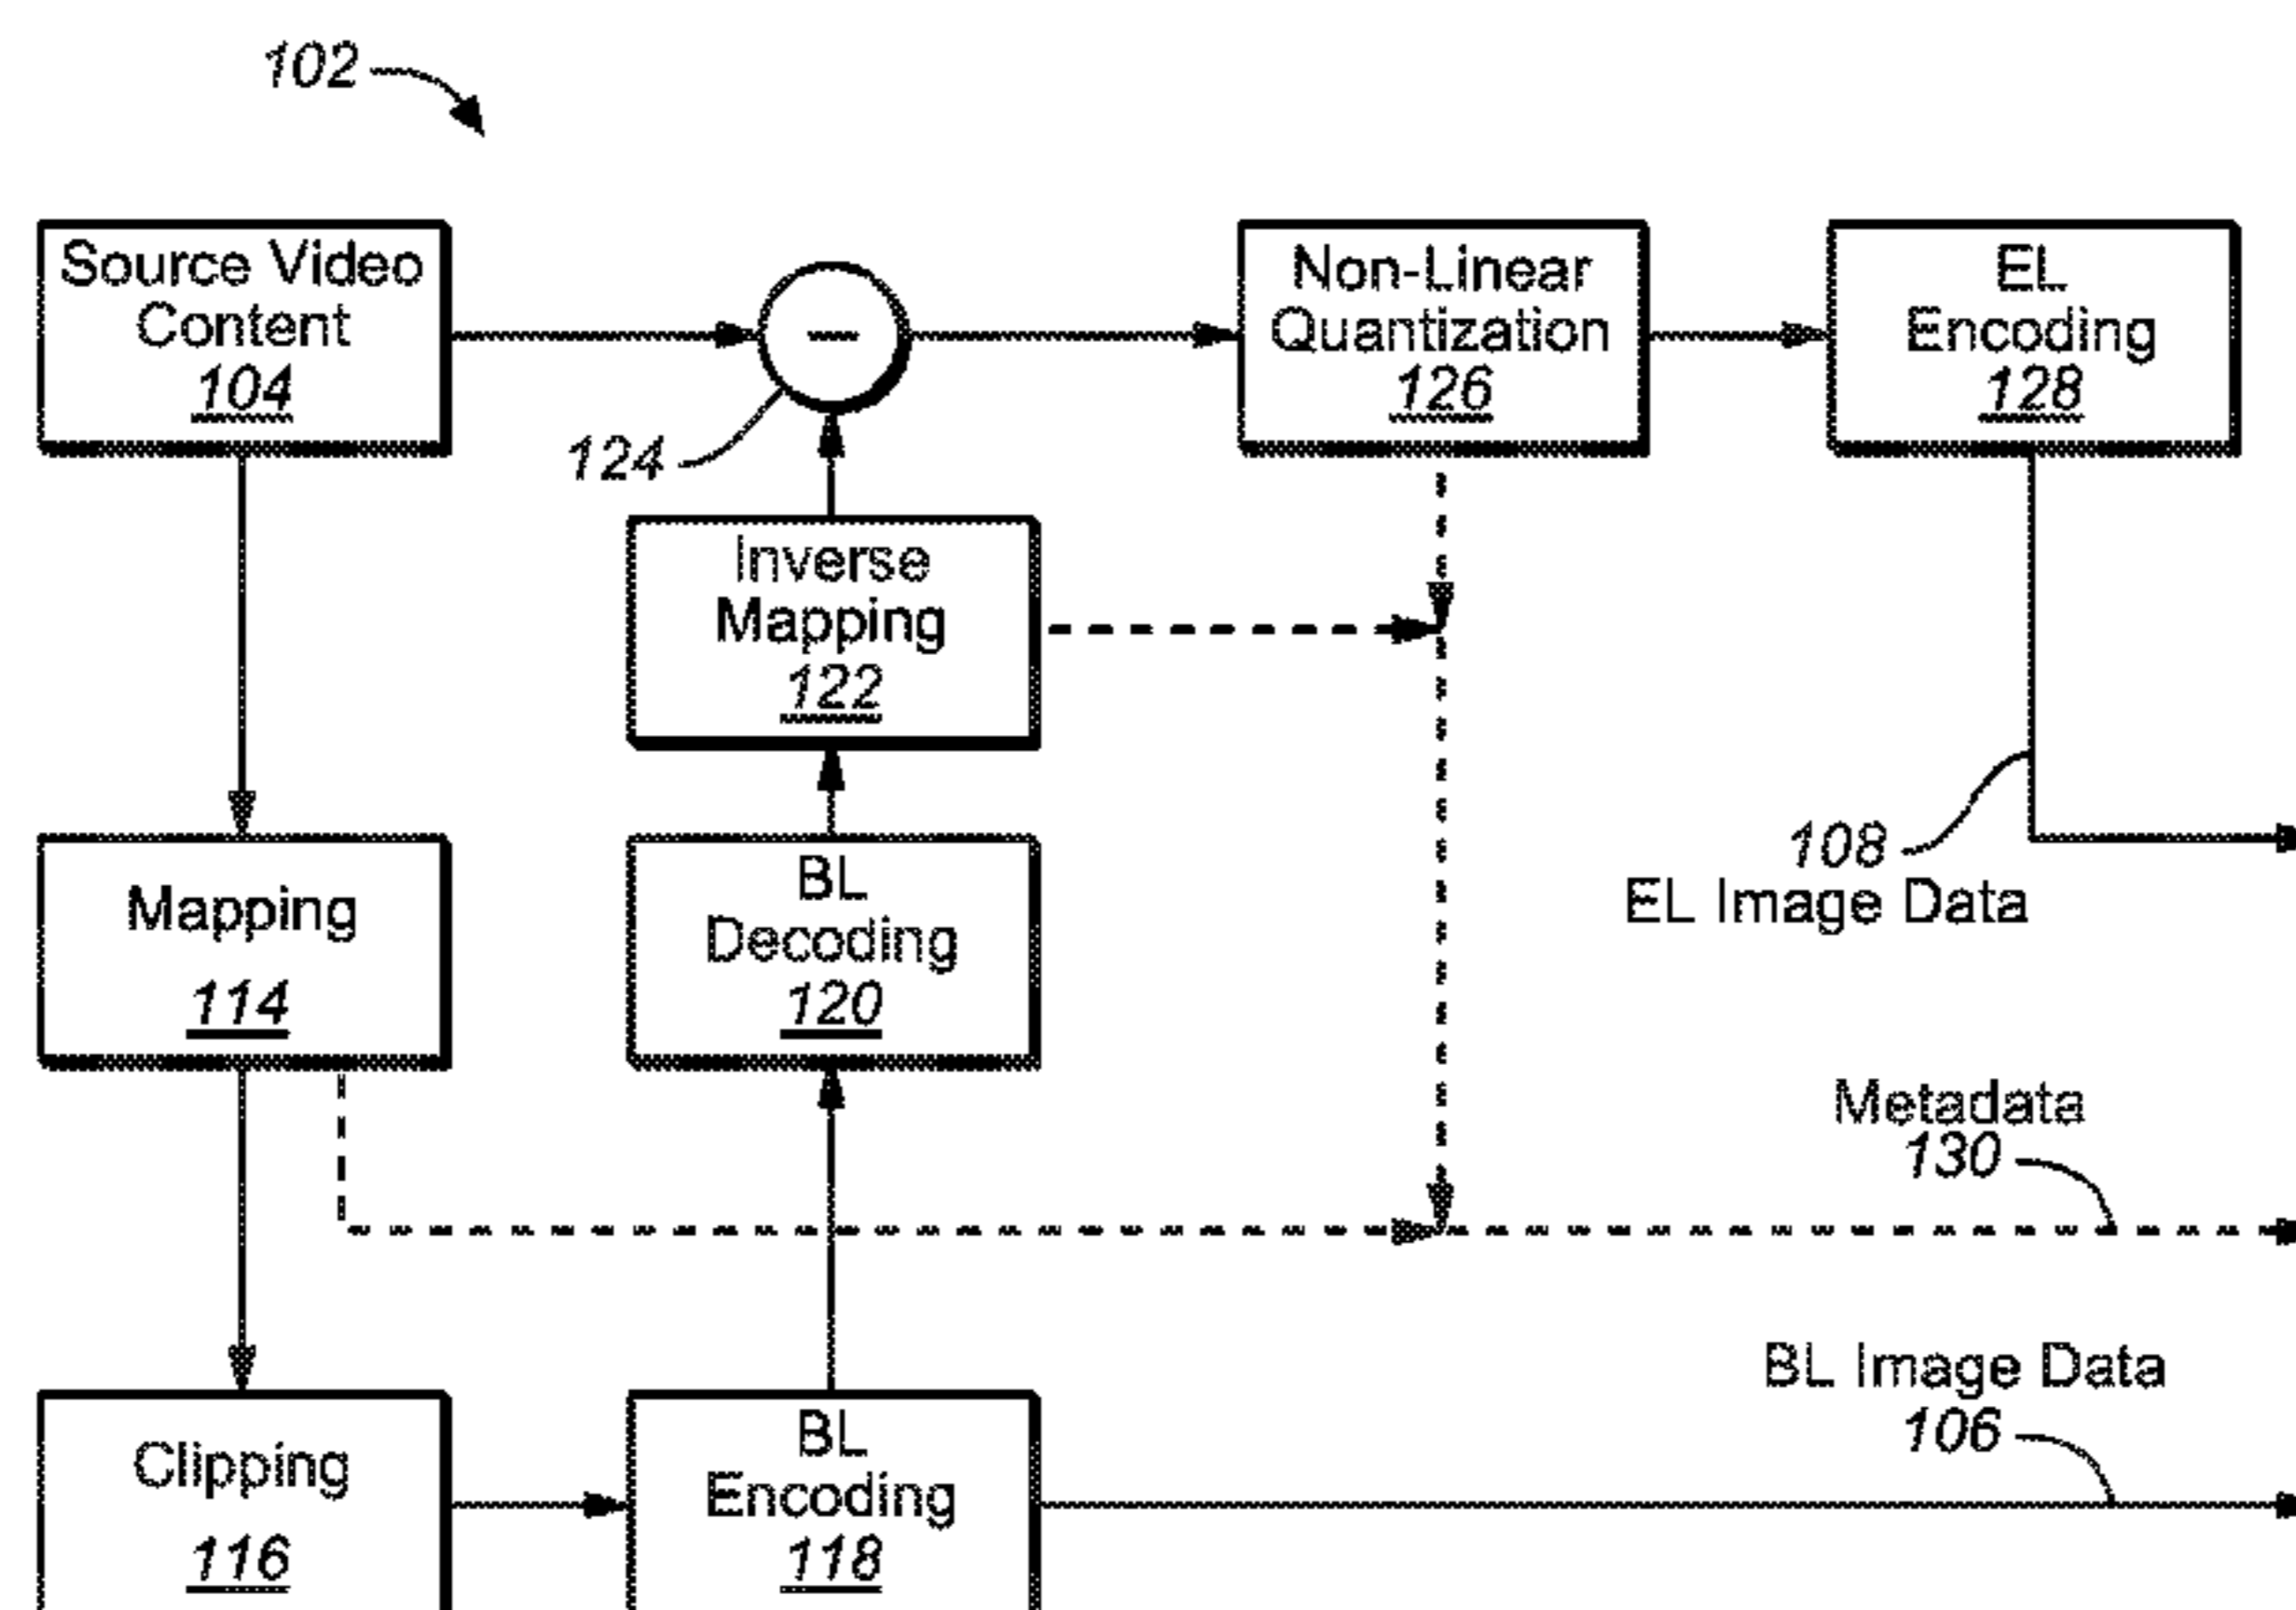 102
Source Video
Content
104
124
Non-Linear
Quantization
126
EL
Encoding
128
Inverse
Mapping
122
108
EL Image Data
Mapping
114
BL
Decoding
120
Metadata
130
Clipping
116
BL
Encoding
118
BL Image Data
106